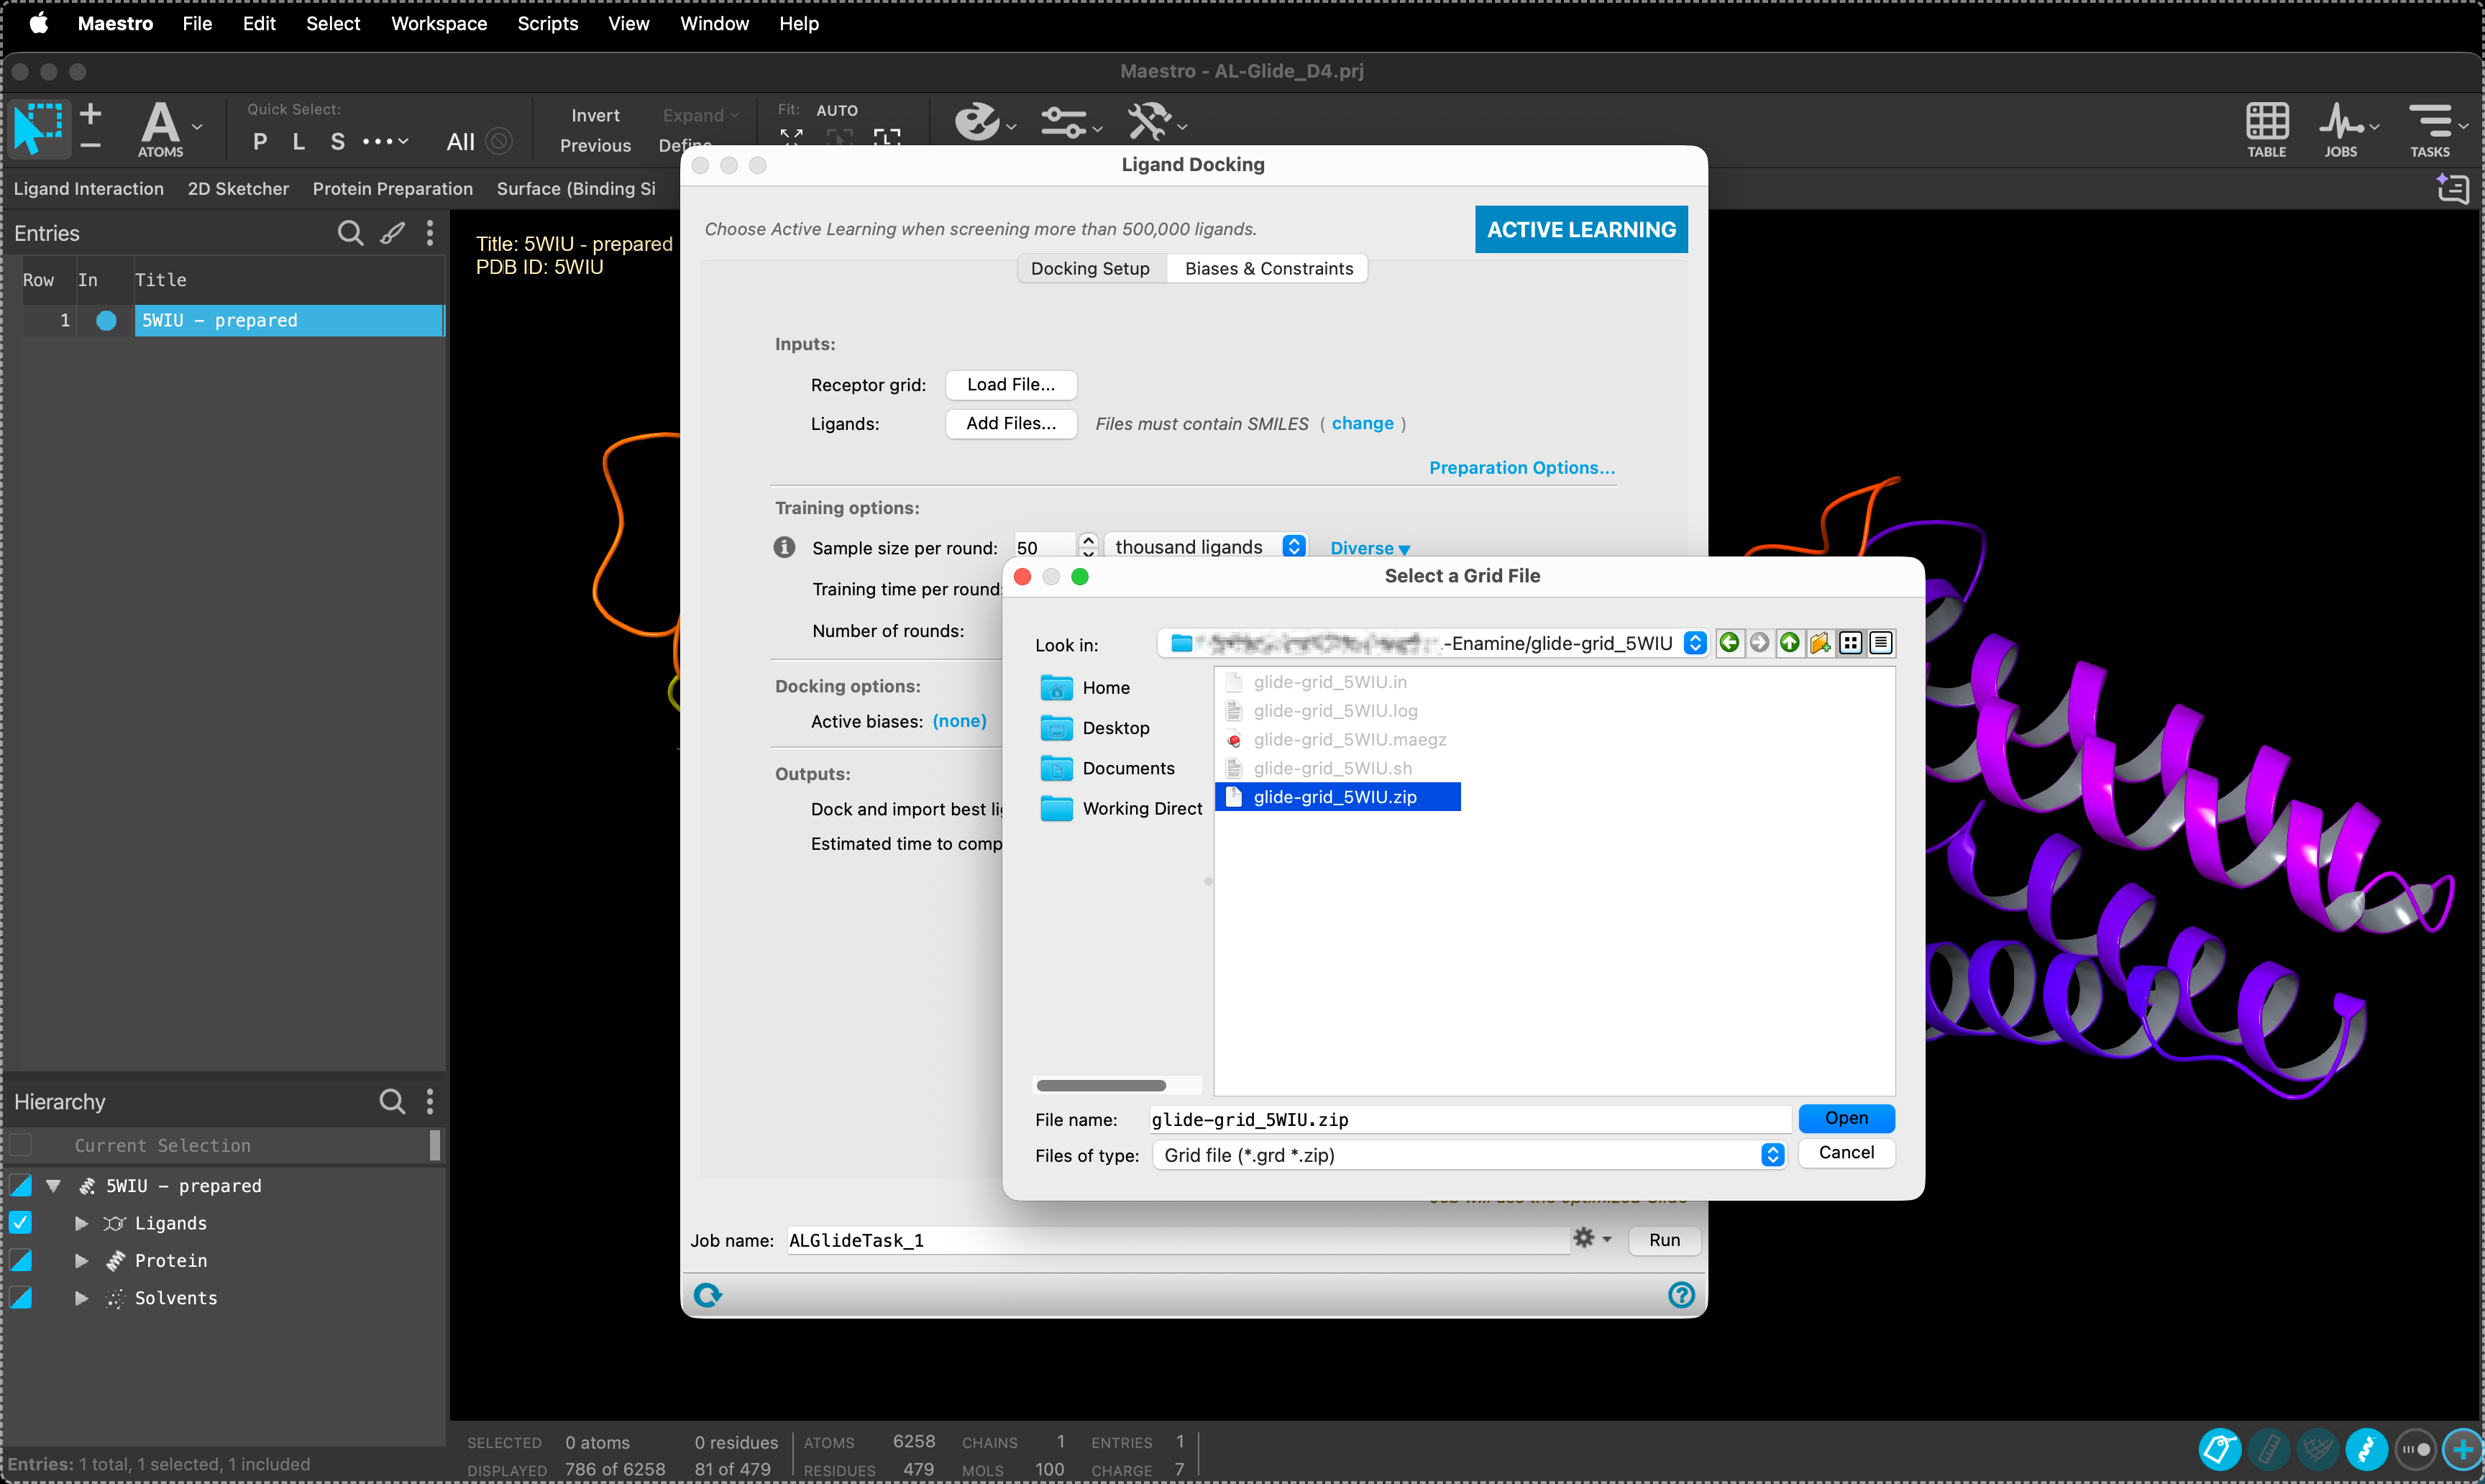 Maestro File Edit Select Workspace Scripts View Window Help
Maestro - AL-Glide_D4.prj
Quick Select:
A
ATOMS
P L S
All
Invert
Previous
Expand
Fit: AUTO
TABLE
JOBS
TASKS
Ligand Interaction 2D Sketcher Protein Preparation Surface (Binding Si
Entries
Row In Title
1 5WIU - prepared
Title: 5WIU - prepared
PDB ID: 5WIU
Ligand Docking
Choose Active Learning when screening more than 500,000 ligands.
ACTIVE LEARNING
Docking Setup Biases & Constraints
Inputs:
Receptor grid: Load File...
Ligands: Add Files... Files must contain SMILES ( change )
Preparation Options...
Training options:
Sample size per round: 50 thousand ligands Diverse
Training time per round:
Number of rounds:
Docking options:
Active biases: (none)
Outputs:
Dock and import best
Estimated time to comp
Select a Grid File
Look in: -Enamine/glide-grid_5WIU
Home
Desktop
Documents
Working Direct
glide-grid_5WIU.in
glide-grid_5WIU.log
glide-grid_5WIU.maegz
glide-grid_5WIU.sh
glide-grid_5WIU.zip
File name: glide-grid_5WIU.zip Open
Files of type: Grid file (*.grd *.zip) Cancel
Job name: ALGlideTask_1 Run
Hierarchy
Current Selection
5WIU - prepared
Ligands
Protein
Solvents
Entries: 1 total, 1 selected, 1 included
SELECTED 0 atoms 0 residues ATOMS 6258 CHAINS 1 ENTRIES 1
DISPLAYED 786 of 6258 81 of 479 RESIDUES 479 MOLS 100 CHARGE 7